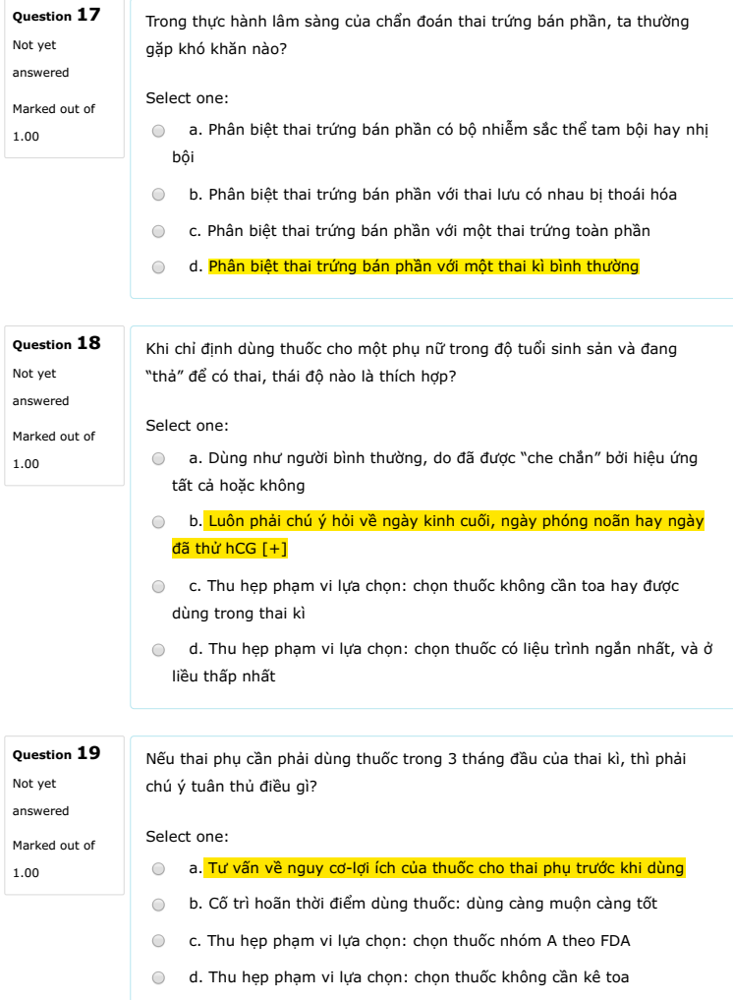 Question 17
Not yet
answered
Marked out of
1.00
Trong thực hành lâm sàng của chẩn đoán thai trứng bán phần, ta thường
gặp khó khăn nào?
Select one:
a. Phân biệt thai trứng bán phần có bộ nhiễm sắc thể tam bội hay nhị
bội
b. Phân biệt thai trứng bán phần với thai lưu có nhau bị thoái hóa
c. Phân biệt thai trứng bán phần với một thai trứng toàn phần
d. Phân biệt thai trứng bán phần với một thai kì bình thường
Question 18
Not yet
answered
Marked out of
1.00
Khi chỉ định dùng thuốc cho một phụ nữ trong độ tuổi sinh sản và đang
“thả” để có thai, thái độ nào là thích hợp?
Select one:
a. Dùng như người bình thường, do đã được “che chắn” bởi hiệu ứng
tất cả hoặc không
b. Luôn phải chú ý hỏi về ngày kinh cuối, ngày phóng noãn hay ngày
đã thử hCG [+]
c. Thu hẹp phạm vi lựa chọn: chọn thuốc không cần toa hay được
dùng trong thai kì
d. Thu hẹp phạm vi lựa chọn: chọn thuốc có liệu trình ngắn nhất, và ở
liều thấp nhất
Question 19
Not yet
answered
Marked out of
1.00
Nếu thai phụ cần phải dùng thuốc trong 3 tháng đầu của thai kì, thì phải
chú ý tuân thủ điều gì?
Select one:
a. Tư vấn về nguy cơ-lợi ích của thuốc cho thai phụ trước khi dùng
b. Cố trì hoãn thời điểm dùng thuốc: dùng càng muộn càng tốt
c. Thu hẹp phạm vi lựa chọn: chọn thuốc nhóm A theo FDA
d. Thu hẹp phạm vi lựa chọn: chọn thuốc không cần kê toa